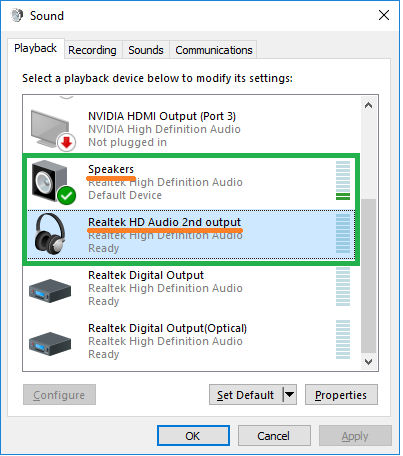 Sound
Playback Recording Sounds Communications
Select a playback device below to modify its settings:
NVIDIA HDMI Output (Port 3)
NVIDIA High Definition Audio
Not plugged in
Speakers
Realtek High Definition Audio
Default Device
Realtek HD Audio 2nd output
Realtek High Definition Audio
Ready
Realtek Digital Output
Realtek High Definition Audio
Ready
Realtek Digital Output(Optical)
Realtek High Definition Audio
Ready
Configure Set Default Properties
OK Cancel Apply